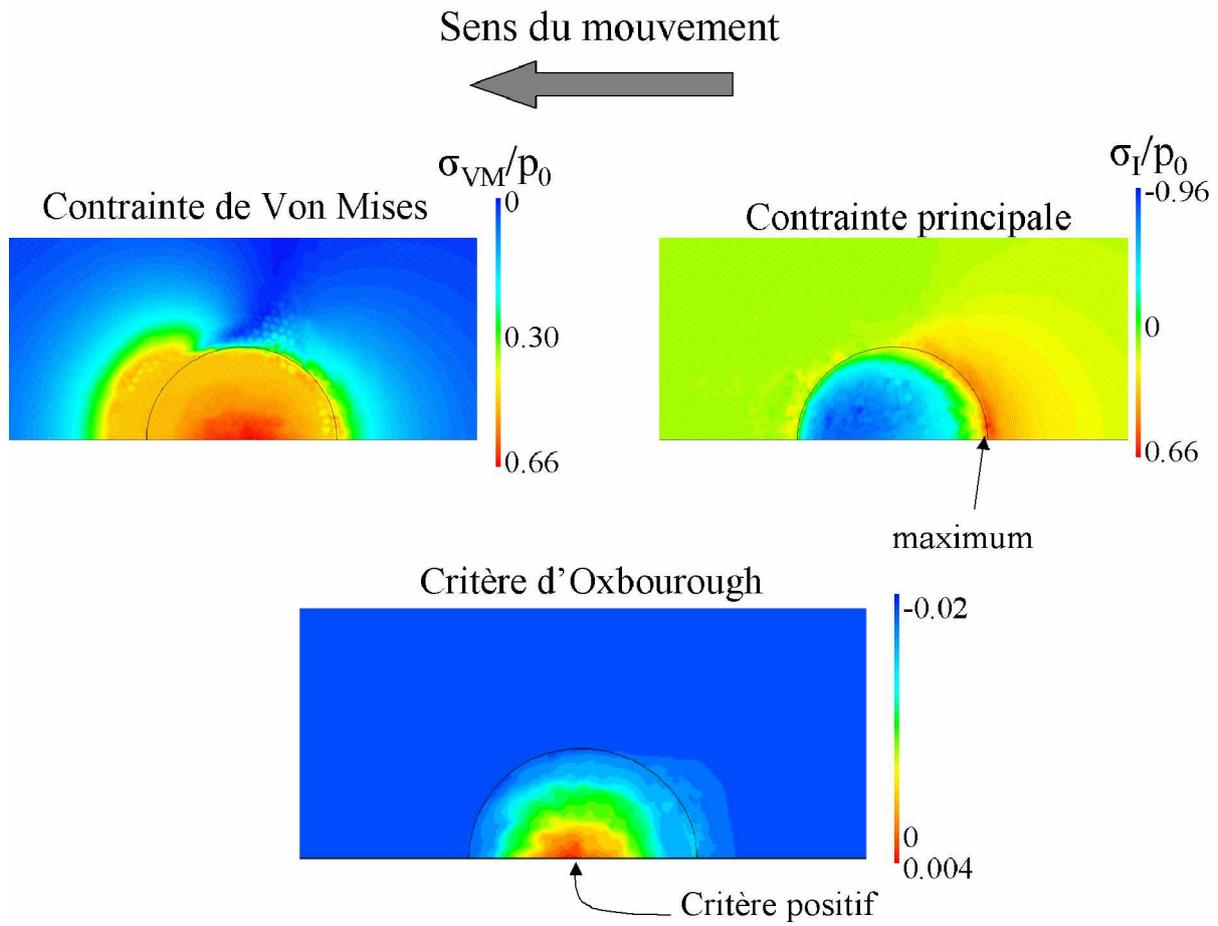 Sens du mouvement
σVM/p0
Contrainte de Von Mises
0
0.30
0.66
σI/p0
Contrainte principale
-0.96
0
0.66
maximum
Critère d’Oxbourough
-0.02
0
0.004
Critère positif